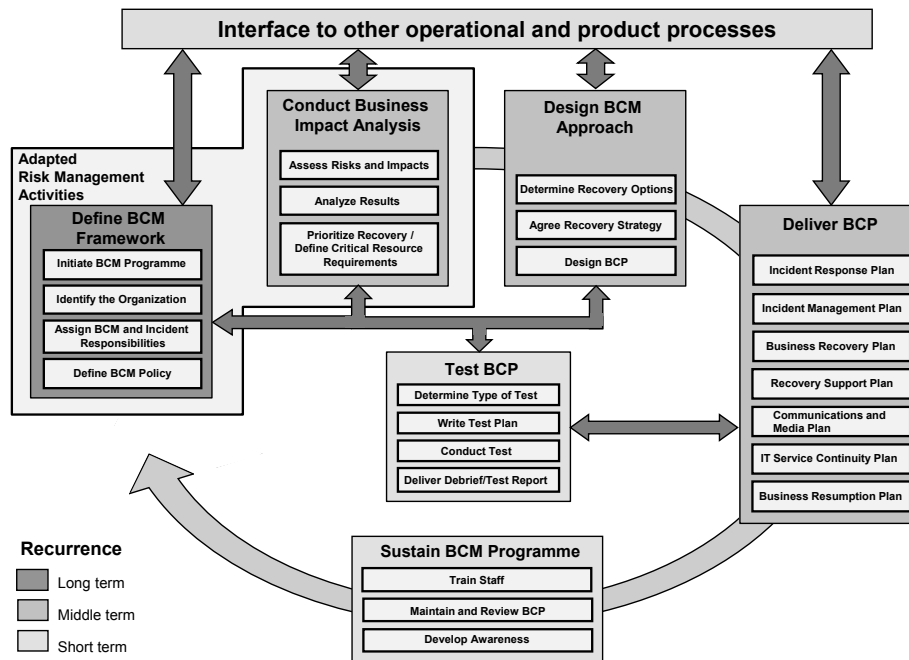 Interface to other operational and product processes
Conduct Business
Impact Analysis
Assess Risks and Impacts
Analyze Results
Prioritize Recovery /
Define Critical Resource
Requirements
Design BCM
Approach
Determine Recovery Options
Agree Recovery Strategy
Design BCP
Adapted
Risk Management
Activities
Define BCM
Framework
Initiate BCM Programme
Identify the Organization
Assign BCM and Incident
Responsibilities
Define BCM Policy
Deliver BCP
Incident Response Plan
Incident Management Plan
Business Recovery Plan
Recovery Support Plan
Communications and
Media Plan
IT Service Continuity Plan
Business Resumption Plan
Test BCP
Determine Type of Test
Write Test Plan
Conduct Test
Deliver Debrief/Test Report
Sustain BCM Programme
Train Staff
Maintain and Review BCP
Develop Awareness
Recurrence
Long term
Middle term
Short term